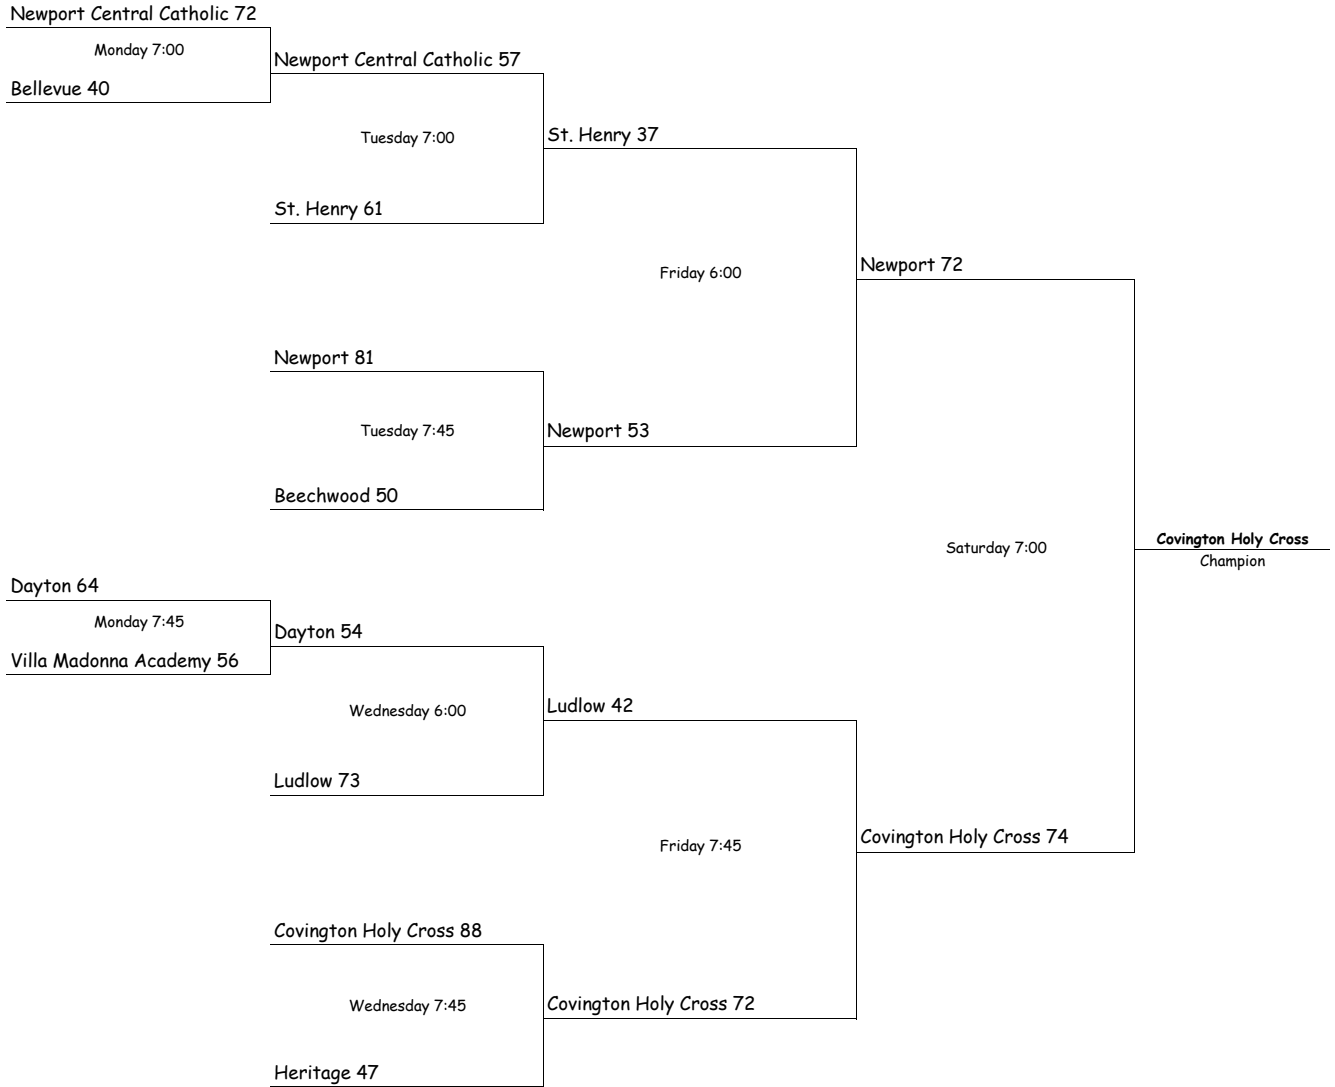 Newport Central Catholic 72
Monday 7:00
Newport Central Catholic 57
Bellevue 40
Tuesday 7:00
St. Henry 37
St. Henry 61
Friday 6:00
Newport 72
Newport 81
Tuesday 7:45
Newport 53
Beechwood 50
Saturday 7:00
Covington Holy Cross
Champion
Dayton 64
Monday 7:45
Dayton 54
Villa Madonna Academy 56
Wednesday 6:00
Ludlow 42
Ludlow 73
Friday 7:45
Covington Holy Cross 74
Covington Holy Cross 88
Wednesday 7:45
Covington Holy Cross 72
Heritage 47